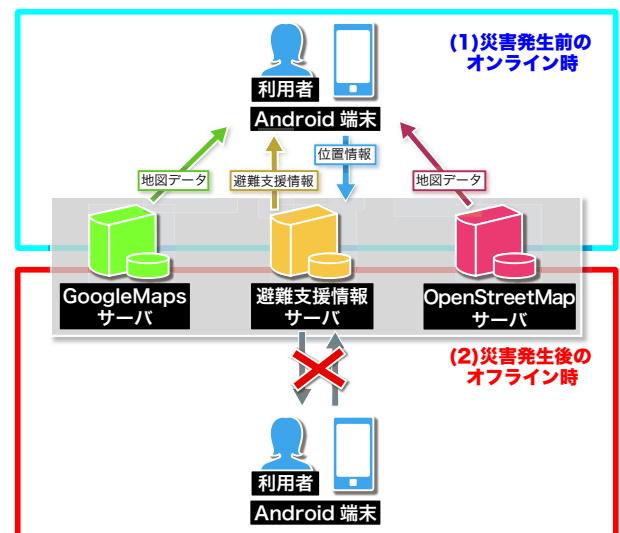 (1)災害発生前の
オンライン時
利用者
Android 端末
位置情報
地図データ
避難支援情報
地図データ
GoogleMaps
サーバ
避難支援情報
サーバ
OpenStreetMap
サーバ
(2)災害発生後の
オフライン時
利用者
Android 端末